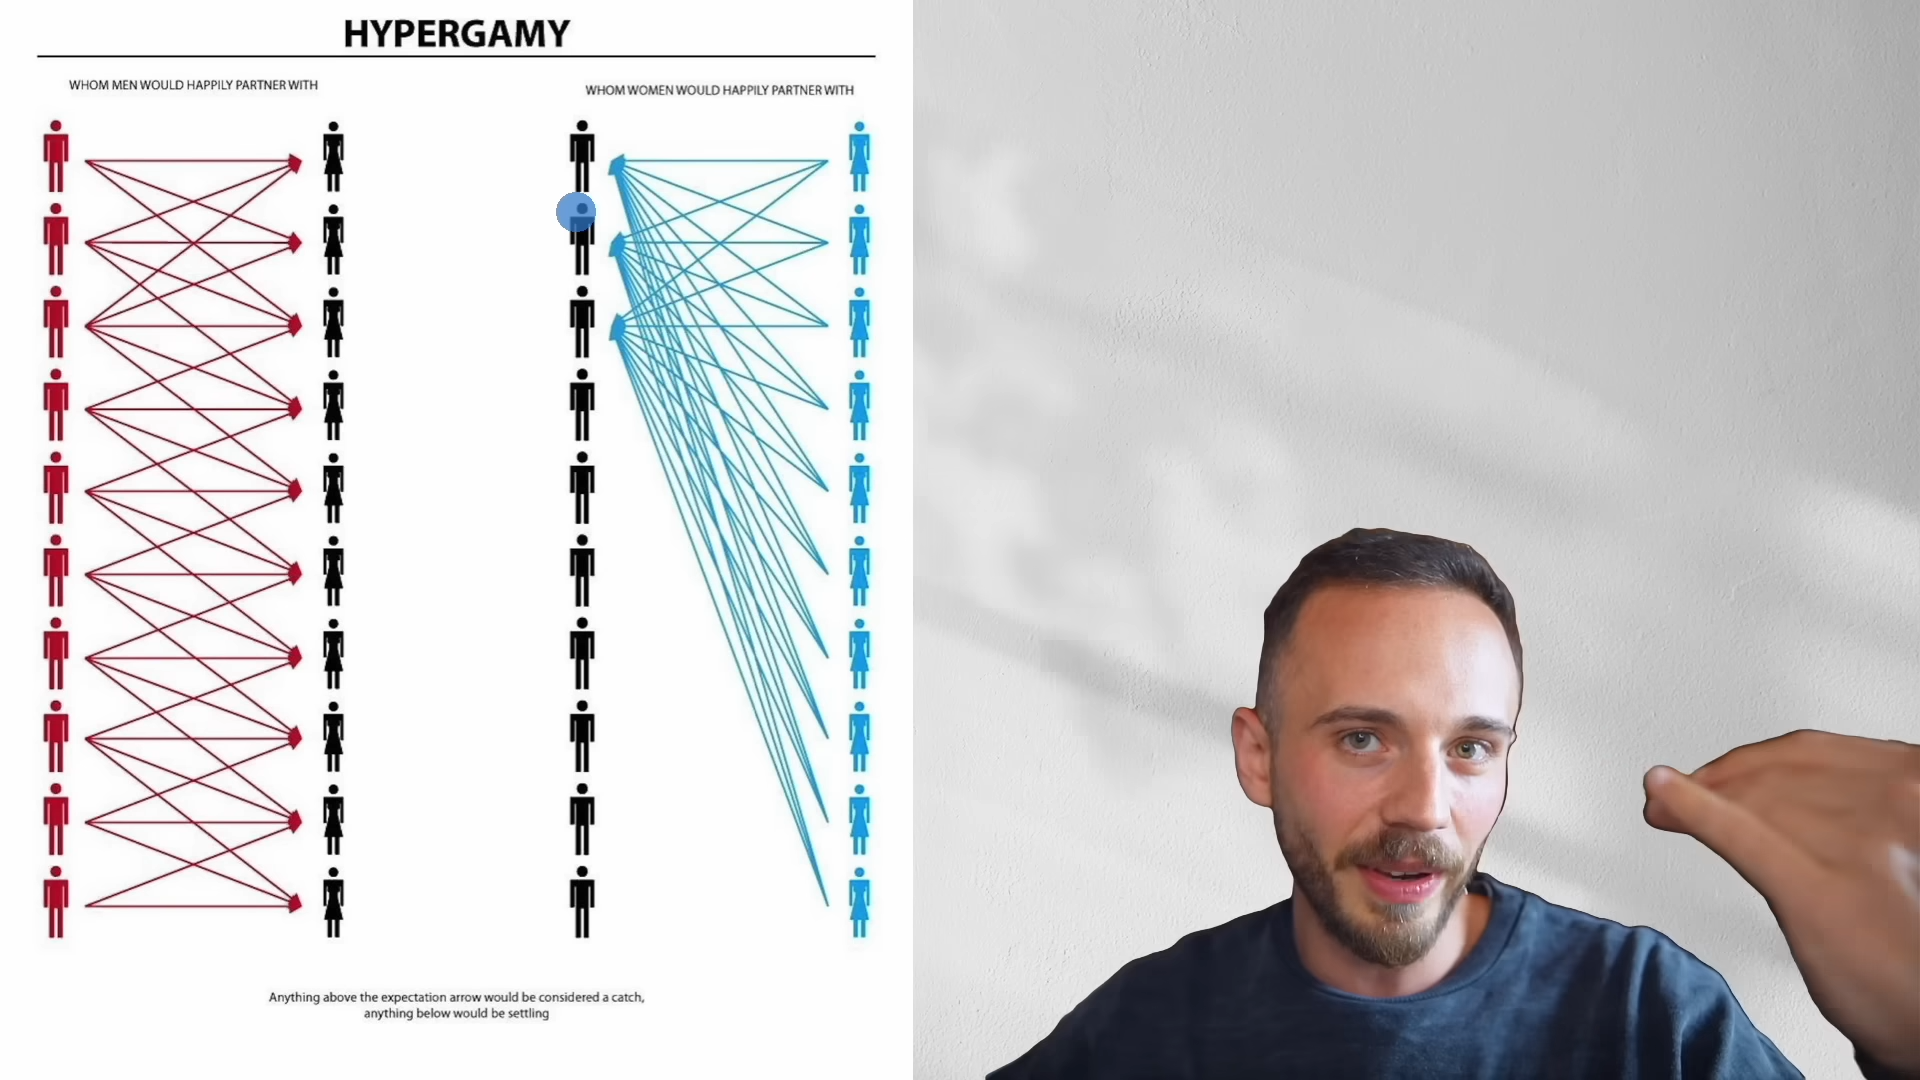 HYPERGAMY
WHOM MEN WOULD HAPPILY PARTNER WITH
WHOM WOMEN WOULD HAPPILY PARTNER WITH
Anything above the expectation arrow would be considered a catch,
anything below would be settling